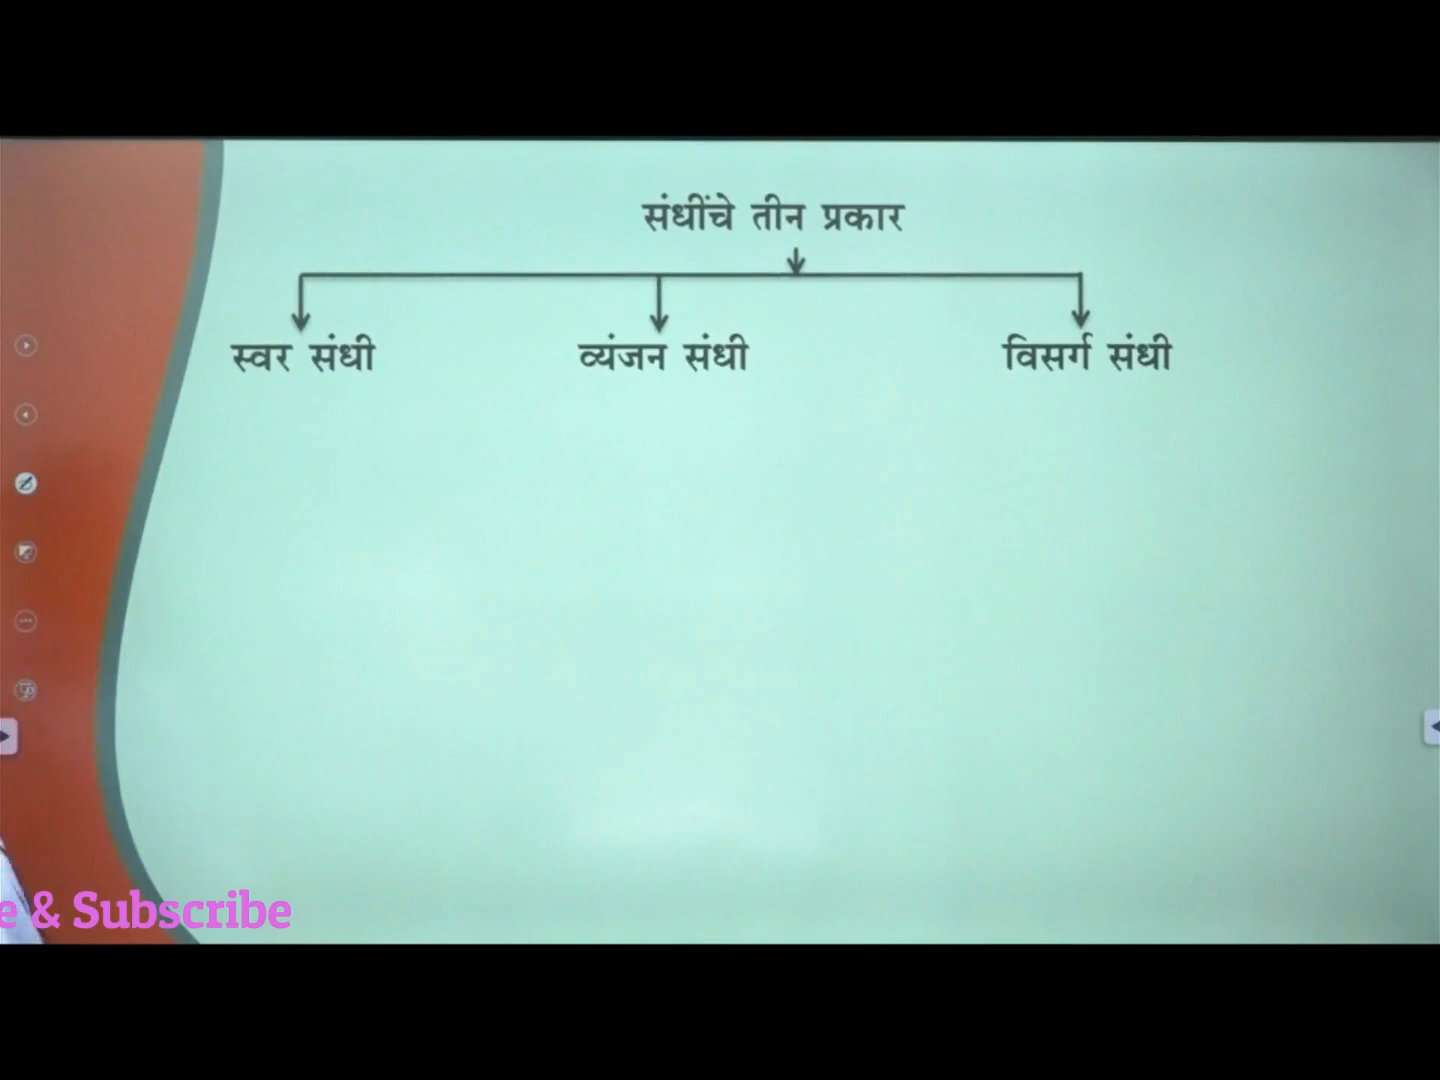 संधींचे तीन प्रकार
स्वर संधी व्यंजन संधी विसर्ग संधी
& Subscribe